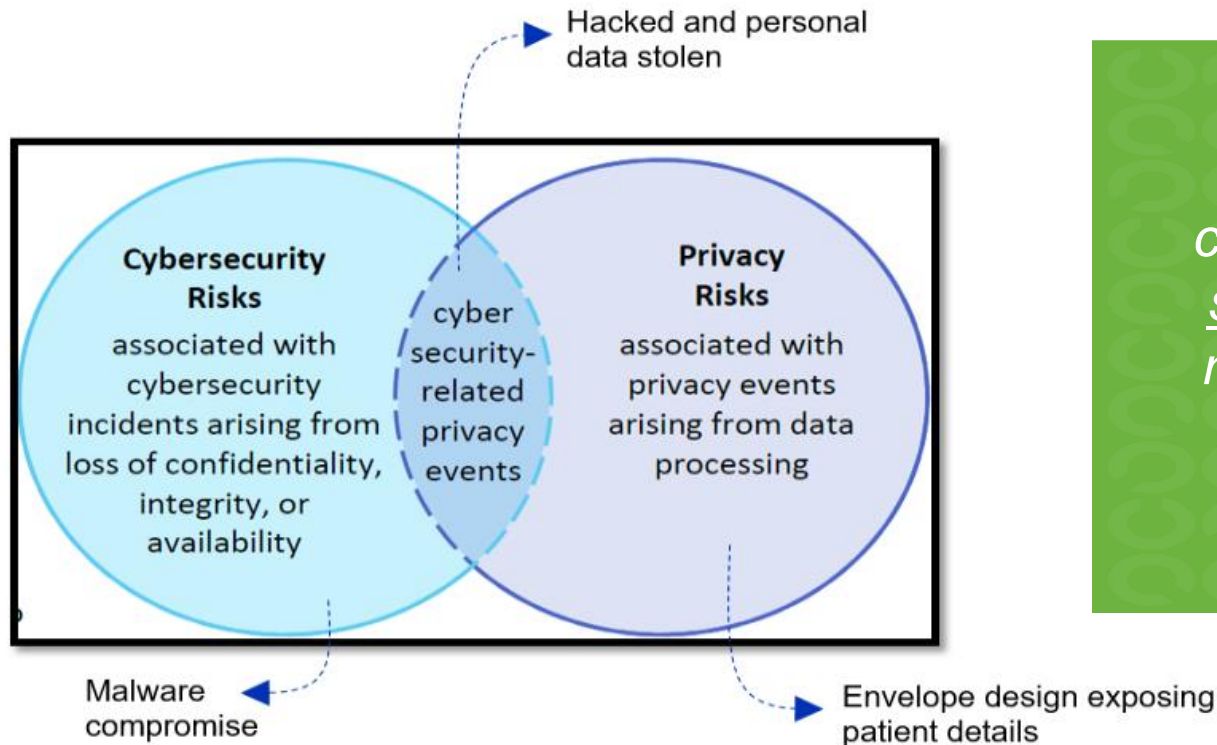 Hacked and personal
data stolen
Cybersecurity
Risks
associated with
cybersecurity
incidents arising from
loss of confidentiality,
integrity, or
availability
cyber
security-
related
privacy
events
Privacy
Risks
associated with
privacy events
arising from data
processing
Malware
compromise
Envelope design exposing
patient details